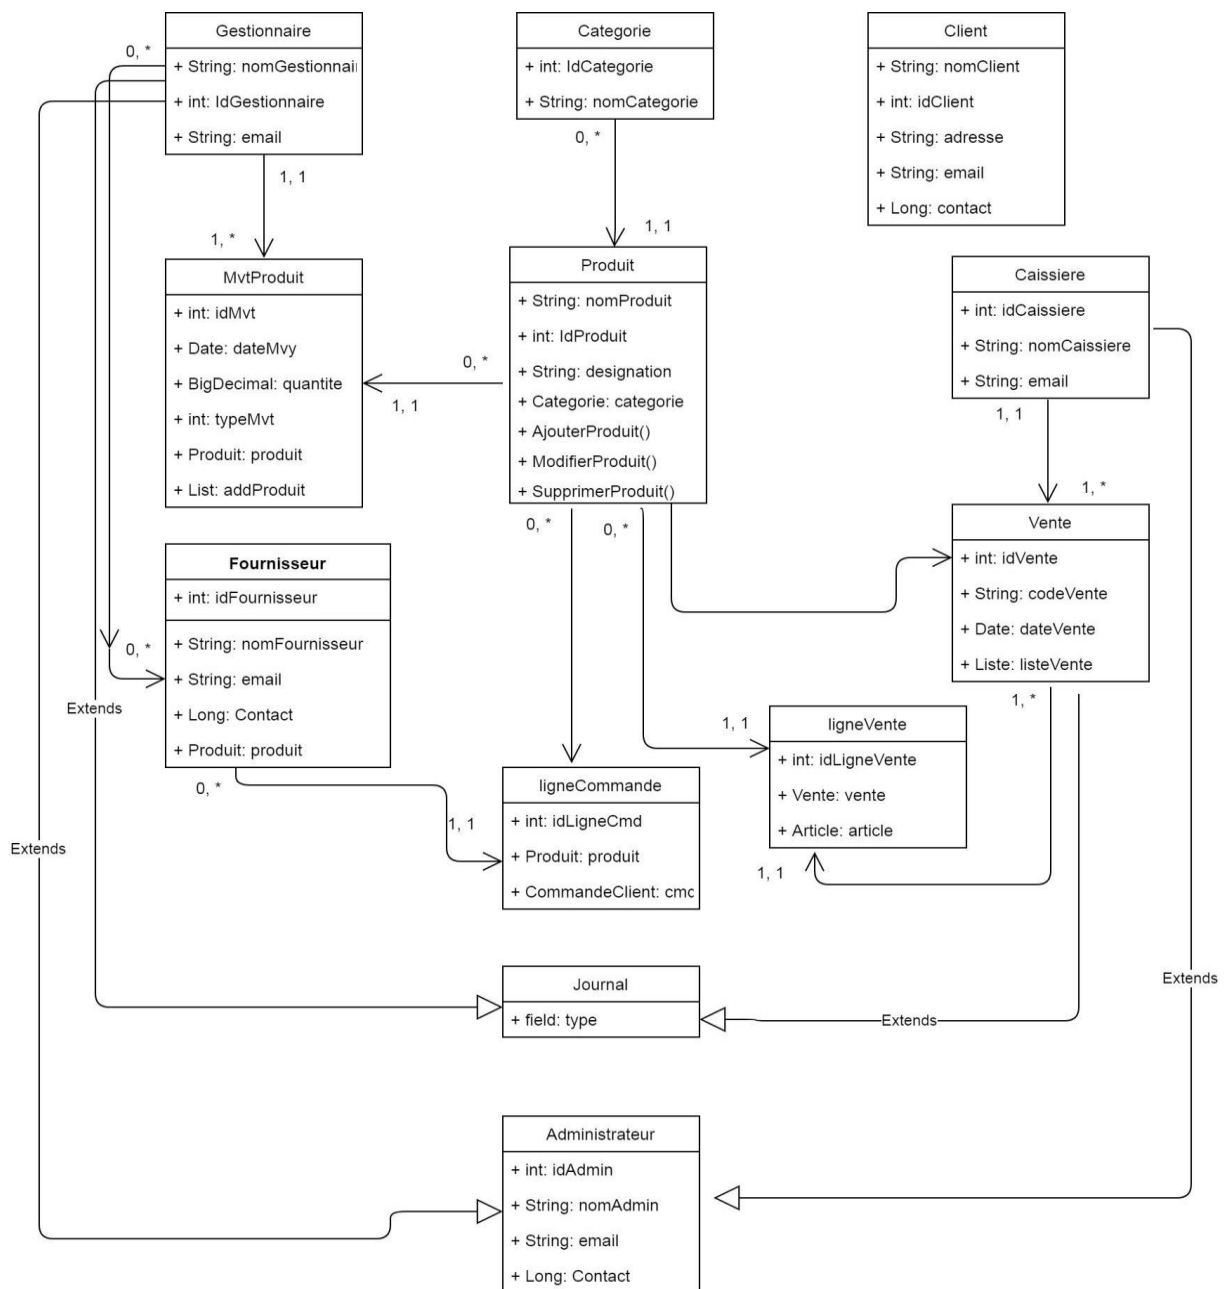 Gestionnaire
+ String: nomGestionnai
+ int: IdGestionnaire
+ String: email
0, *
1, 1
1, *
Categorie
+ int: IdCategorie
+ String: nomCategorie
0, *
1, 1
Client
+ String: nomClient
+ int: idClient
+ String: adresse
+ String: email
+ Long: contact
MvtProduit
+ int: idMvt
+ Date: dateMvy
+ BigDecimal: quantite
+ int: typeMvt
+ Produit: produit
+ List: addProduit
0, *
1, 1
Produit
+ String: nomProduit
+ int: IdProduit
+ String: designation
+ Categorie: categorie
+ AjouterProduit()
+ ModifierProduit()
+ SupprimerProduit()
0, *
0, *
Caissiere
+ int: idCaissiere
+ String: nomCaissiere
+ String: email
1, 1
1, *
Vente
+ int: idVente
+ String: codeVente
+ Date: dateVente
+ Liste: listeVente
1, *
Fournisseur
+ int: idFournisseur
+ String: nomFournisseur
+ String: email
+ Long: Contact
+ Produit: produit
0, *
0, *
Extends
1, 1
ligneVente
+ int: idLigneVente
+ Vente: vente
+ Article: article
1, 1
ligneCommande
+ int: idLigneCmd
+ Produit: produit
+ CommandeClient: cmd
1, 1
Extends
Journal
+ field: type
Extends
Extends
Administrateur
+ int: idAdmin
+ String: nomAdmin
+ String: email
+ Long: Contact